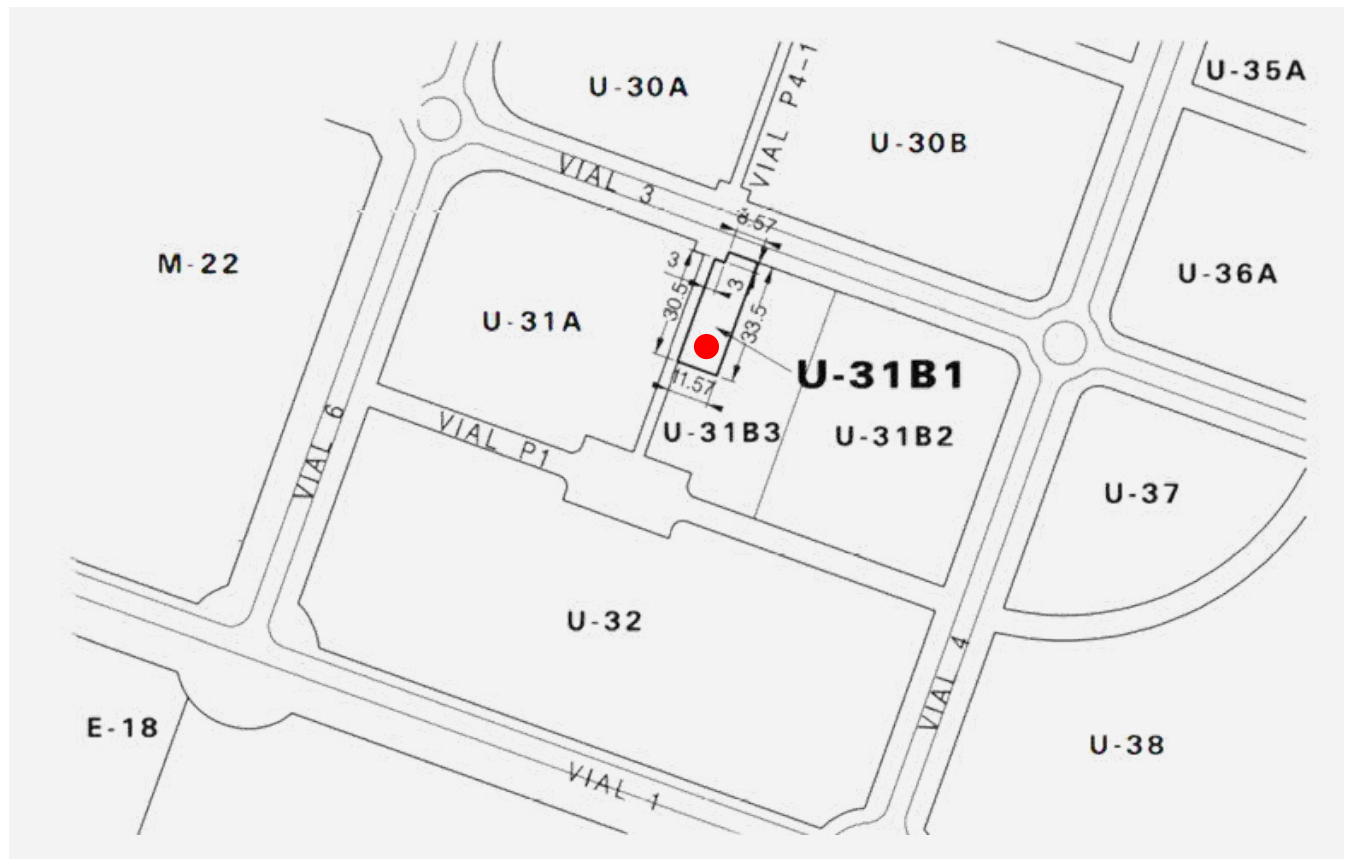 U-30A
VIAL P4-1
U-35A
U-30B
VIAL 3
8.57
M-22
3
3
30.5
33.5
U-36A
U-31A
U-31B1
11.57
VIAL 6
VIAL P1
U-31B3
U-31B2
U-37
U-32
VIAL 4
E-18
U-38
VIAL 1